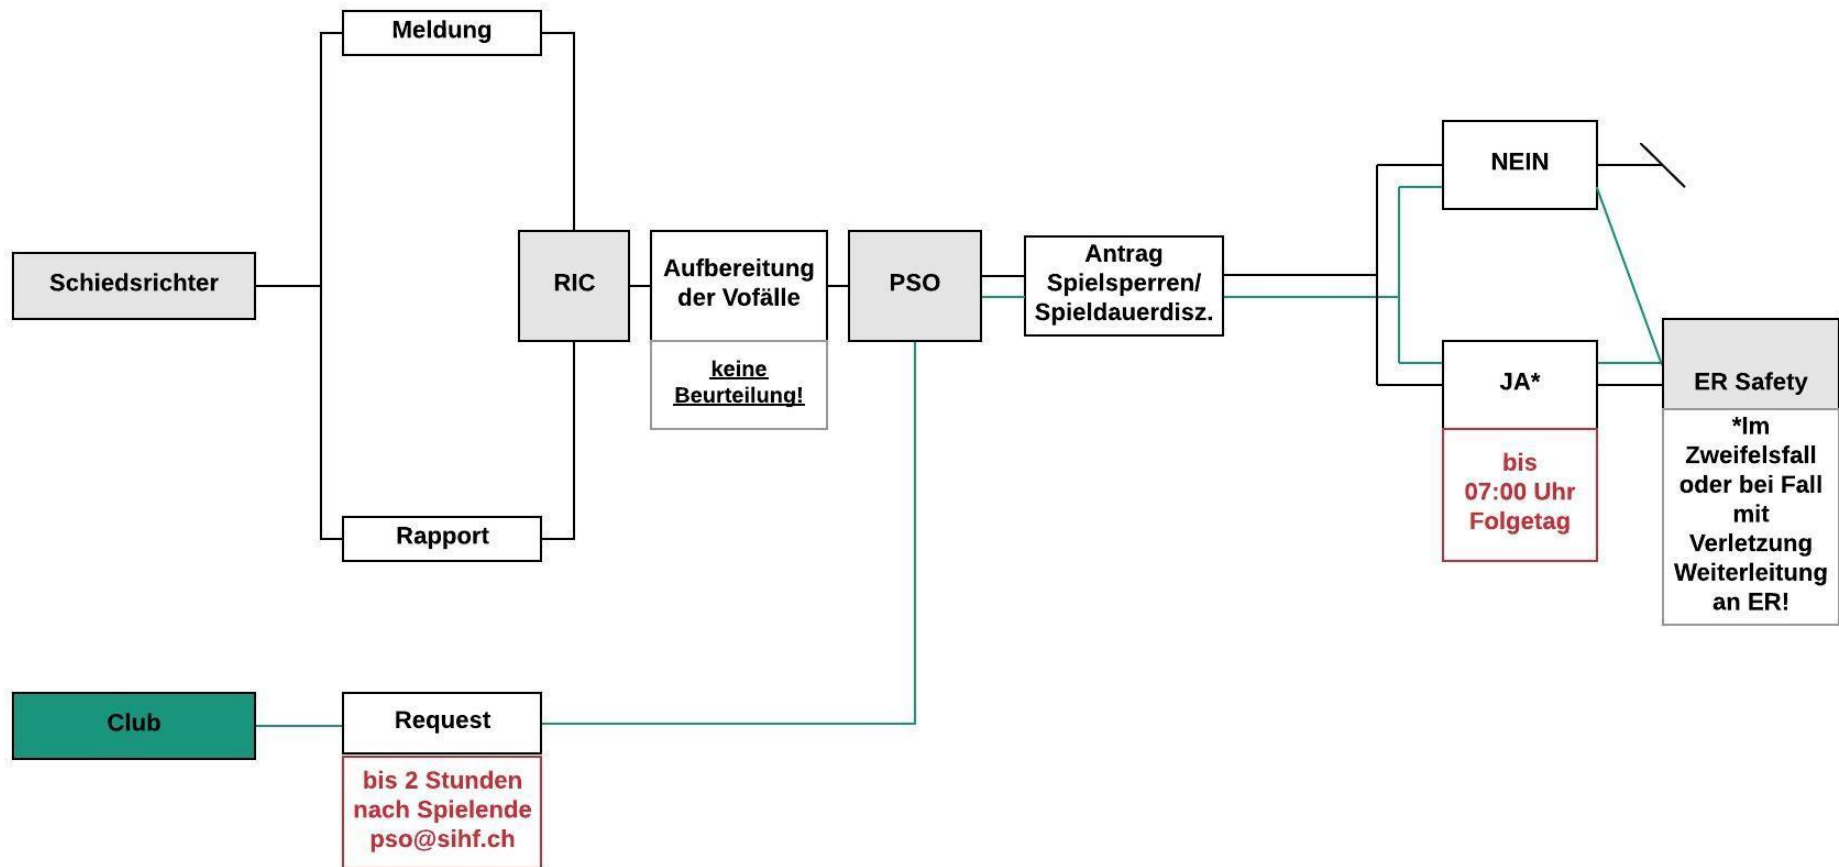 Meldung
Schiedsrichter
RIC
Aufbereitung
der Vofälle
keine
Beurteilung!
PSO
Antrag
Spielsperren/
Spieldauerdisz.
NEIN
JA*
bis
07:00 Uhr
Folgetag
ER Safety
*Im
Zweifelsfall
oder bei Fall
mit
Verletzung
Weiterleitung
an ER!
Rapport
Club
Request
bis 2 Stunden
nach Spielende
pso@sihf.ch